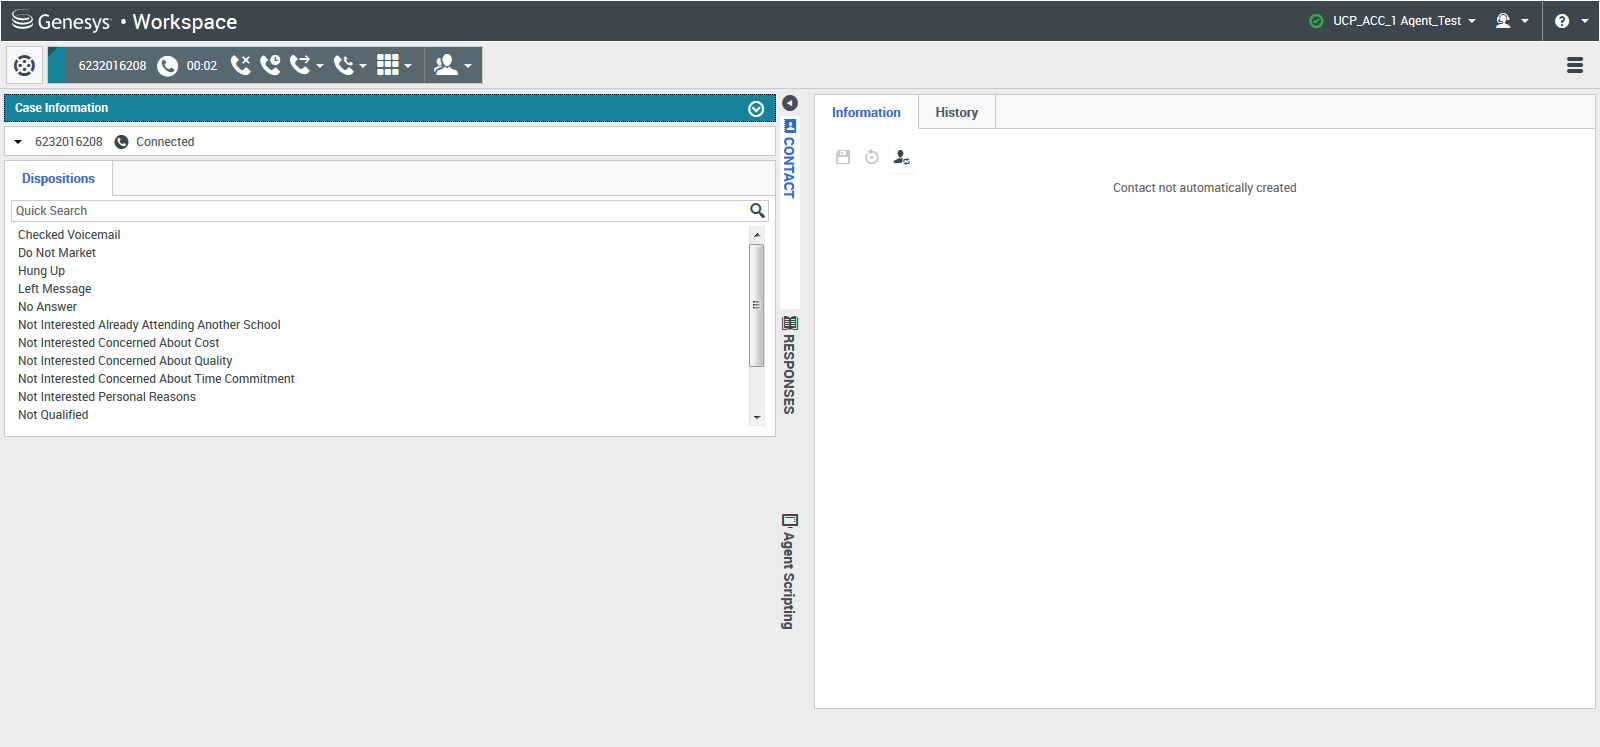 Genesys • Workspace
UCP_ACC_1 Agent_Test
6232016208 00:02
Case Information
6232016208 Connected
Dispositions
Quick Search
Checked Voicemail
Do Not Market
Hung Up
Left Message
No Answer
Not Interested Already Attending Another School
Not Interested Concerned About Cost
Not Interested Concerned About Quality
Not Interested Concerned About Time Commitment
Not Interested Personal Reasons
Not Qualified
CONTACT
RESPONSES
Agent Scripting
Information
History
Contact not automatically created